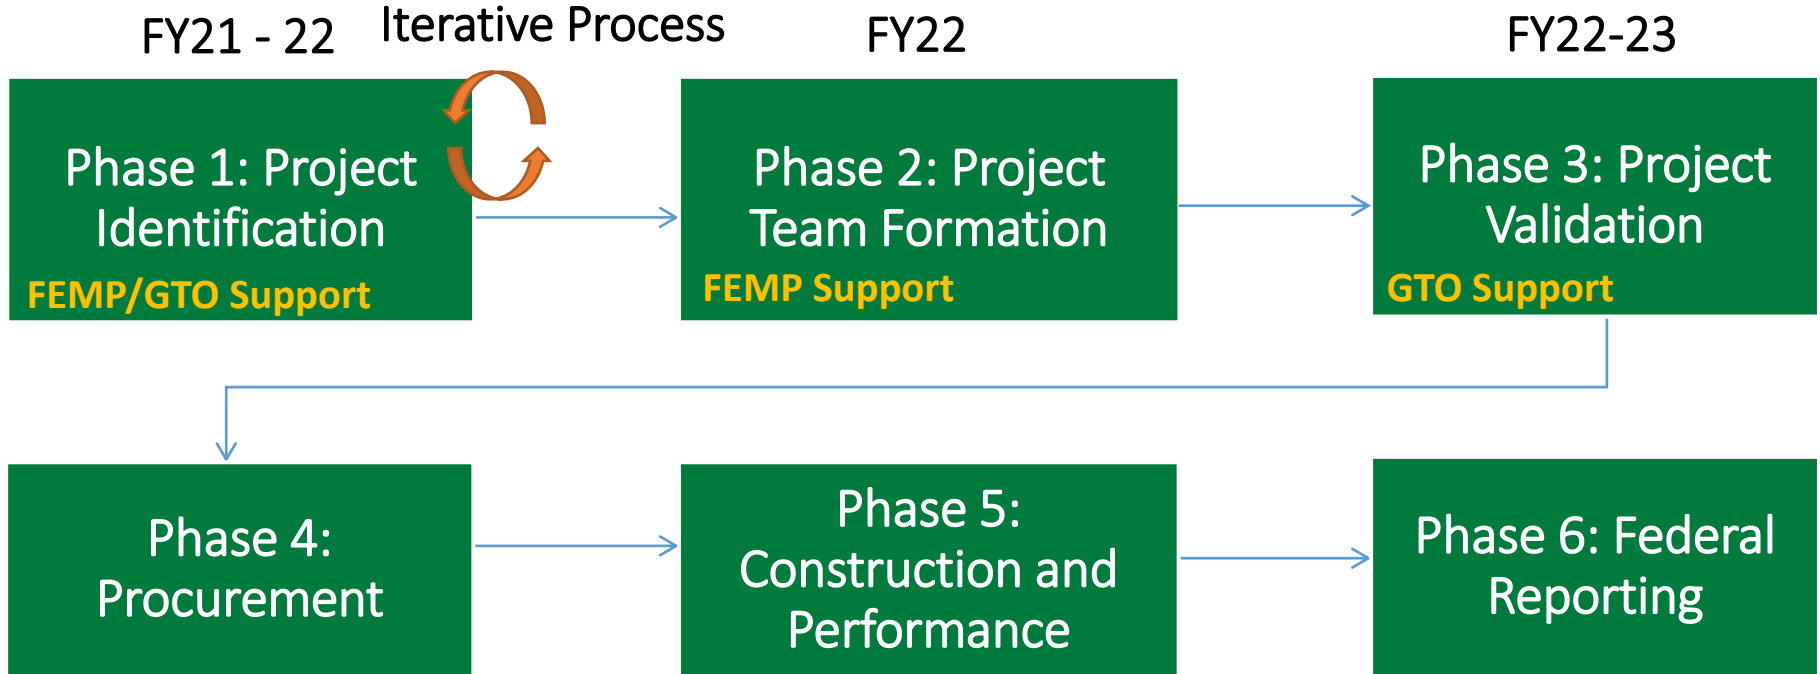 FY21 - 22
Iterative Process
FY22
FY22-23
Phase 1: Project
Identification
FEMP/GTO Support
Phase 2: Project
Team Formation
FEMP Support
Phase 3: Project
Validation
GTO Support
Phase 4:
Procurement
Phase 5:
Construction and
Performance
Phase 6: Federal
Reporting